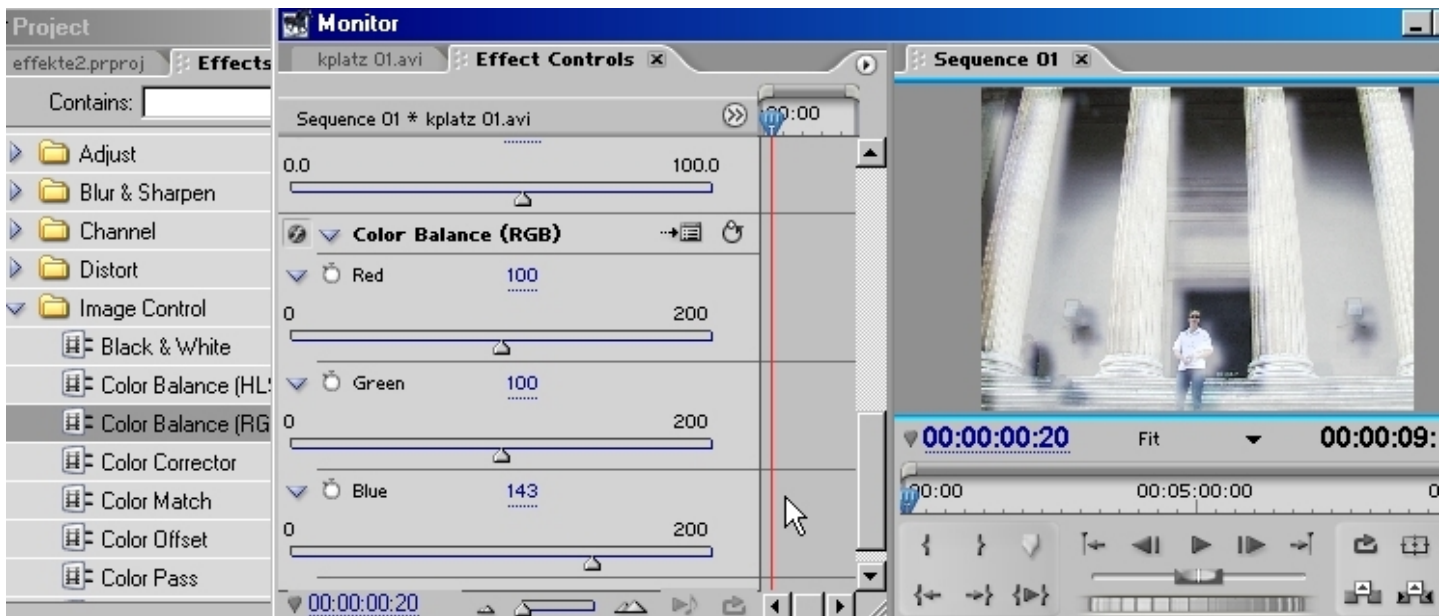 Project
effekte2.prproj
Effects
Contains:
Adjust
Blur & Sharpen
Channel
Distort
Image Control
Black & White
Color Balance (HLS
Color Balance (RG
Color Corrector
Color Match
Color Offset
Color Pass
Monitor
kplatz 01.avi
Effect Controls
Sequence 01 * kplatz 01.avi
:00
0.0 100.0
Color Balance (RGB)
Red 100
0 200
Green 100
0 200
Blue 143
0 200
00:00:00:20
Sequence 01
00:00:00:20 Fit 00:00:09:
00:00 00:05:00:00 0